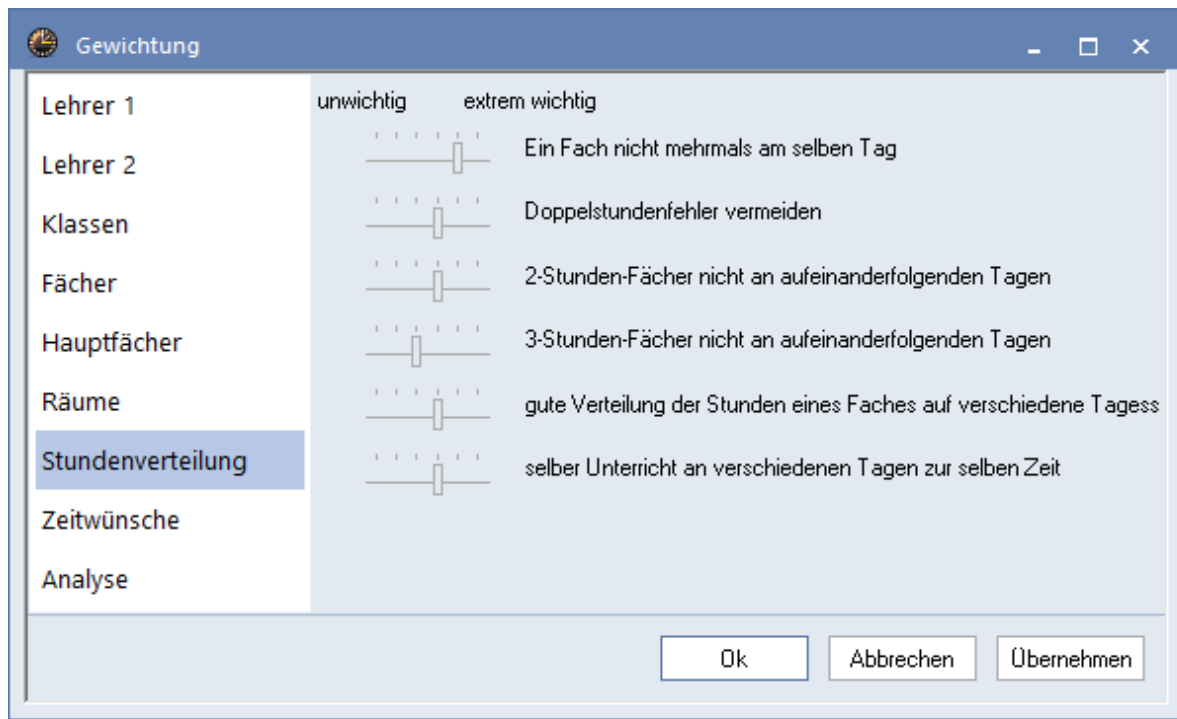 Gewichtung
Lehrer 1
Lehrer 2
Klassen
Fächer
Hauptfächer
Räume
Stundenverteilung
Zeitwünsche
Analyse
unwichtig extrem wichtig
Ein Fach nicht mehrmals am selben Tag
Doppelstundenfehler vermeiden
2-Stunden-Fächer nicht an aufeinanderfolgenden Tagen
3-Stunden-Fächer nicht an aufeinanderfolgenden Tagen
gute Verteilung der Stunden eines Faches auf verschiedene Tagess
selber Unterricht an verschiedenen Tagen zur selben Zeit
Ok Abbrechen Übernehmen